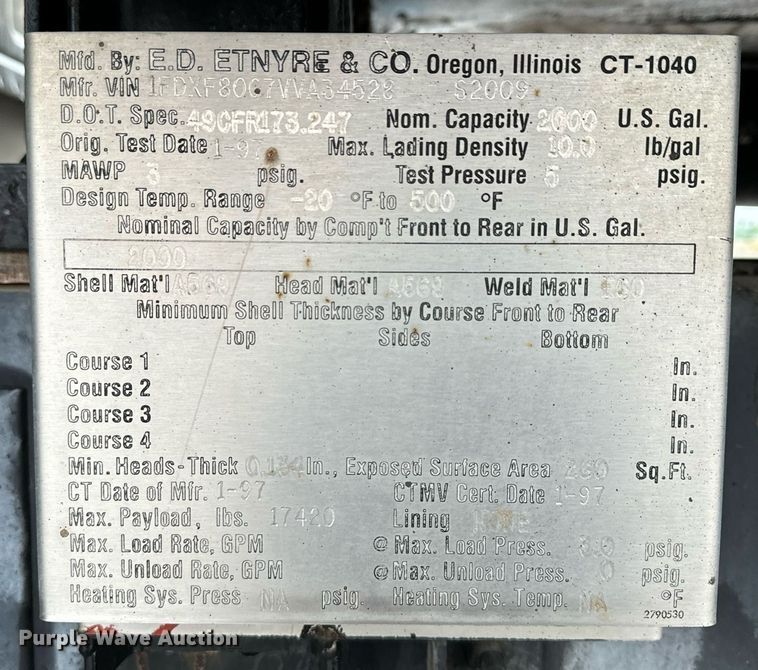 Mfd. By: E.D. ETNYRE & CO. Oregon, Illinois CT-1040
Mfr. VIN 1FDXF80C7VVA34528 S2009
D.O.T. Spec. 49CFR173.247 Nom. Capacity 2000 U.S. Gal.
Orig. Test Date 1-97 Max. Lading Density 10.0 lb/gal
MAWP 3 psig. Test Pressure 5 psig.
Design Temp. Range -20 °F to 500 °F
Nominal Capacity by Comp't Front to Rear in U.S. Gal.
2000
Shell Mat'l A569 Head Mat'l A569 Weld Mat'l
Minimum Shell Thickness by Course Front to Rear
Top Sides Bottom
Course 1 In.
Course 2 In.
Course 3 In.
Course 4 In.
Min. Heads-Thick 0.134 In., Exposed Surface Area Sq.Ft.
CT Date of Mfr. 1-97 CTMV Cert. Date 1-97
Max. Payload, lbs. 17420 Lining NONE
Max. Load Rate, GPM @ Max. Load Press. psig.
Max. Unload Rate, GPM @ Max. Unload Press. psig.
Heating Sys. Press NA psig. Heating Sys. Temp. NA °F
2790530
Purple Wave Auction